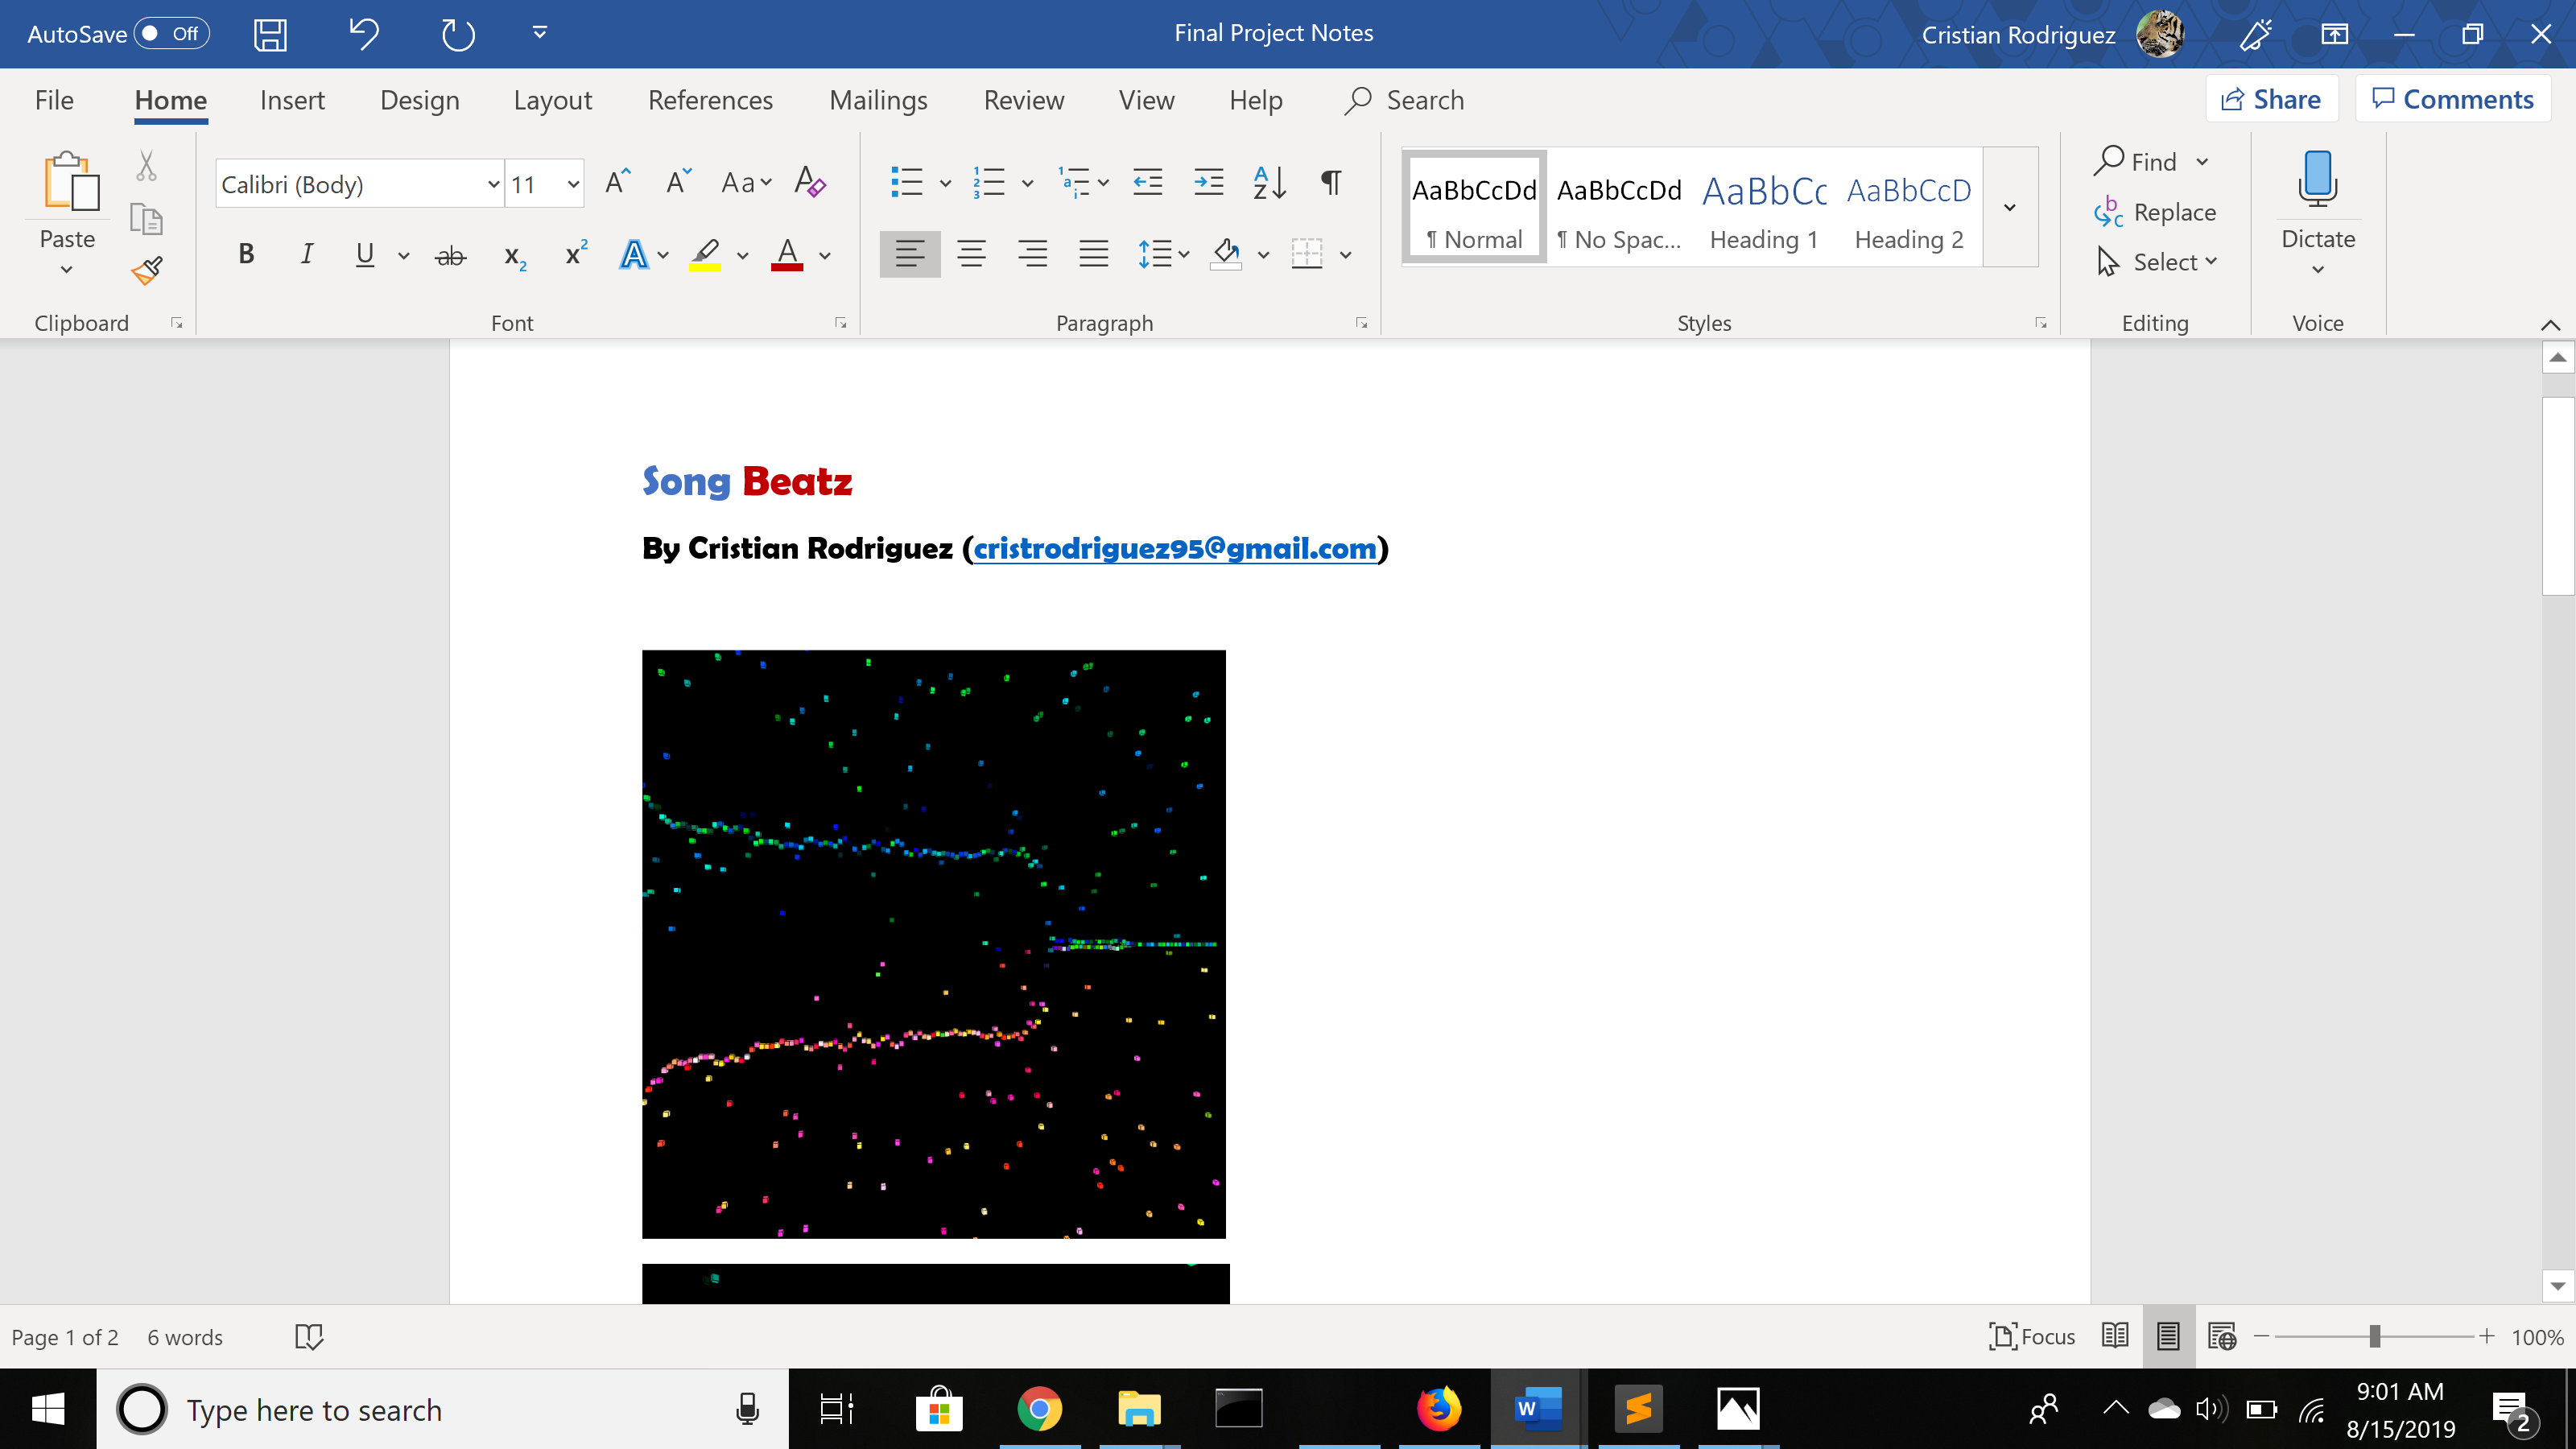 AutoSave Off
Final Project Notes
Cristian Rodriguez
File Home Insert Design Layout References Mailings Review View Help Search
Share Comments
Paste
Clipboard
Calibri (Body) 11
Font
Paragraph
AaBbCcDd AaBbCcDd AaBbCc AaBbCcD
¶ Normal ¶ No Spac... Heading 1 Heading 2
Styles
Find
Replace
Select
Editing
Dictate
Voice
Song Beatz
By Cristian Rodriguez (cristrodriguez95@gmail.com)
Page 1 of 2 6 words
Focus 100%
Type here to search
9:01 AM
8/15/2019
2